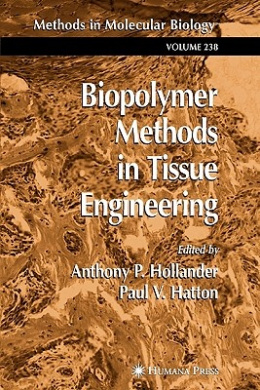 Methods in Molecular Biology
VOLUME 238
Biopolymer
Methods
in Tissue
Engineering
Edited by
Anthony P. Hollander
Paul V. Hatton
HUMANA PRESS